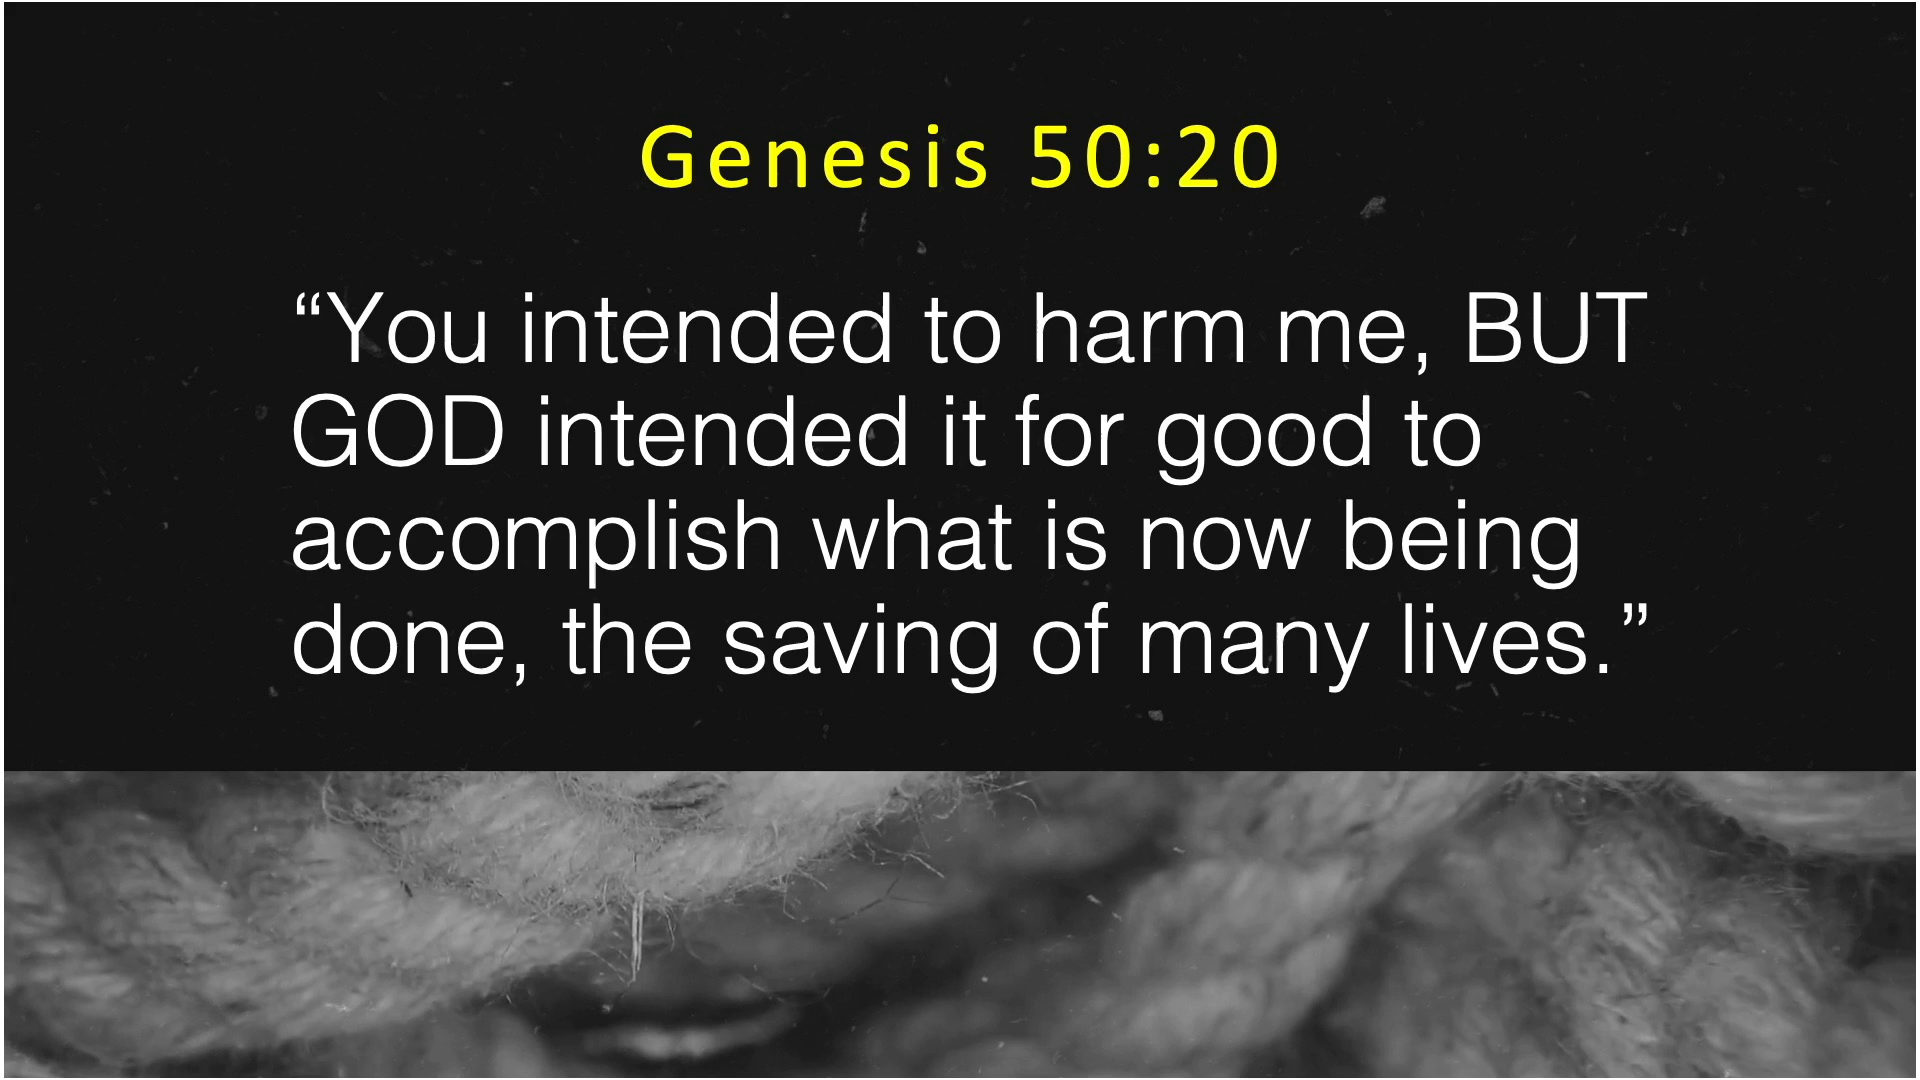 Genesis 50:20
“You intended to harm me, BUT
GOD intended it for good to
accomplish what is now being
done, the saving of many lives.”